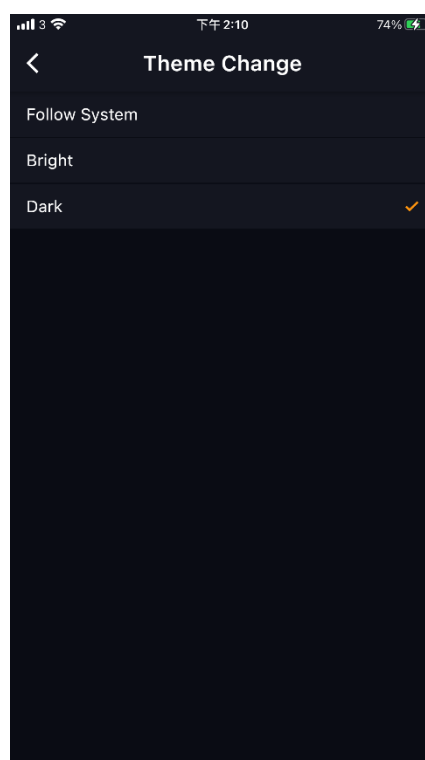 3 下午 2:10 74%
Theme Change
Follow System
Bright
Dark